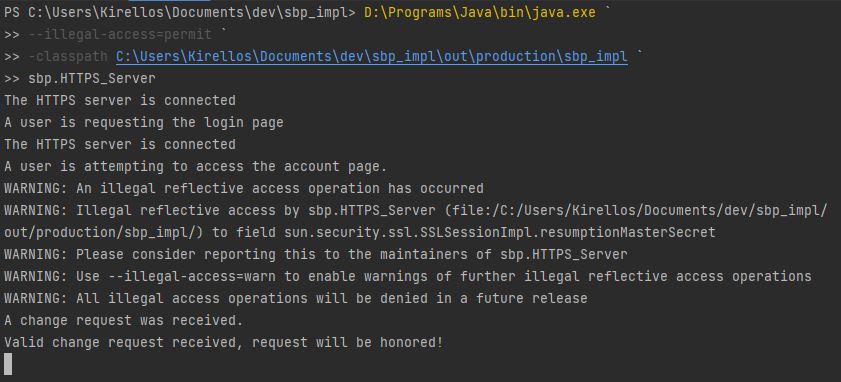 PS C:\Users\Kirellos\Documents\dev\sbp_impl> D:\Programs\Java\bin\java.exe `
>> --illegal-access=permit `
>> -classpath C:\Users\Kirellos\Documents\dev\sbp_impl\out\production\sbp_impl `
>> sbp.HTTPS_Server
The HTTPS server is connected
A user is requesting the login page
The HTTPS server is connected
A user is attempting to access the account page.
WARNING: An illegal reflective access operation has occurred
WARNING: Illegal reflective access by sbp.HTTPS_Server (file:/C:/Users/Kirellos/Documents/dev/sbp_impl/
out/production/sbp_impl/) to field sun.security.ssl.SSLSessionImpl.resumptionMasterSecret
WARNING: Please consider reporting this to the maintainers of sbp.HTTPS_Server
WARNING: Use --illegal-access=warn to enable warnings of further illegal reflective access operations
WARNING: All illegal access operations will be denied in a future release
A change request was received.
Valid change request received, request will be honored!